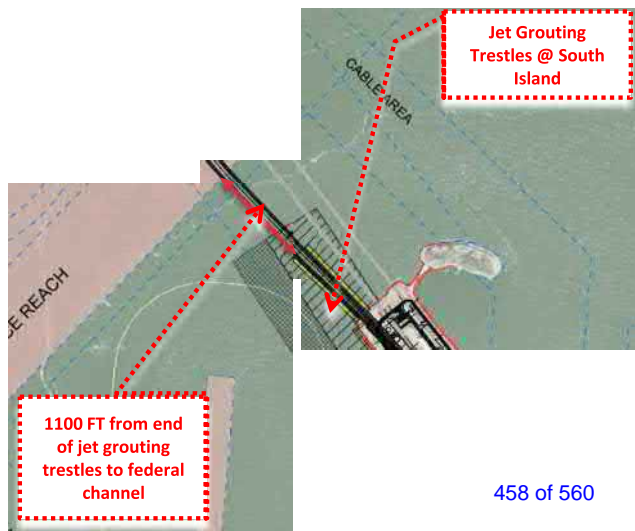 Jet Grouting
Trestles @ South
Island
CABLE AREA
DE REACH
1100 FT from end
of jet grouting
trestles to federal
channel
458 of 560